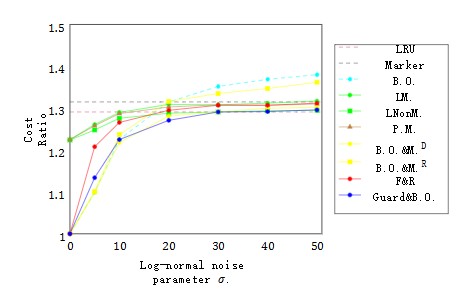 1.5
1.4
1.3
1.2
1.1
1
Cost
Ratio
0 5 10 20 30 40 50
Log-normal noise
parameter σ.
LRU
Marker
B.O.
LM.
LNonM.
P.M.
B.O.&M.ᴰ
B.O.&M.ᴿ
F&R
Guard&B.O.